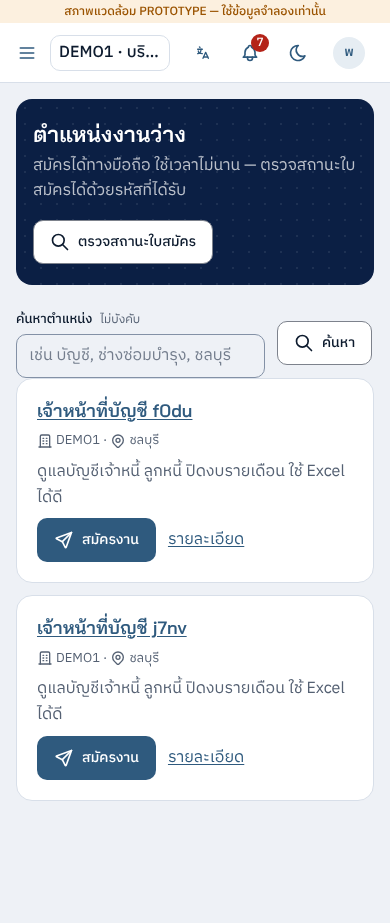 สภาพแวดล้อม PROTOTYPE — ใช้ข้อมูลจำลองเท่านั้น
DEMO1 · บริ...
7
พ
ตำแหน่งงานว่าง
สมัครได้ทางมือถือ ใช้เวลาไม่นาน — ตรวจสถานะใบ
สมัครได้ด้วยรหัสที่ได้รับ
ตรวจสถานะใบสมัคร
ค้นหาตำแหน่ง ไม่บังคับ
เช่น บัญชี, ช่างซ่อมบำรุง, ชลบุรี
ค้นหา
เจ้าหน้าที่บัญชี f0du
DEMO1 · ชลบุรี
ดูแลบัญชีเจ้าหนี้ ลูกหนี้ ปิดงบรายเดือน ใช้ Excel
ได้ดี
สมัครงาน
รายละเอียด
เจ้าหน้าที่บัญชี j7nv
DEMO1 · ชลบุรี
ดูแลบัญชีเจ้าหนี้ ลูกหนี้ ปิดงบรายเดือน ใช้ Excel
ได้ดี
สมัครงาน
รายละเอียด